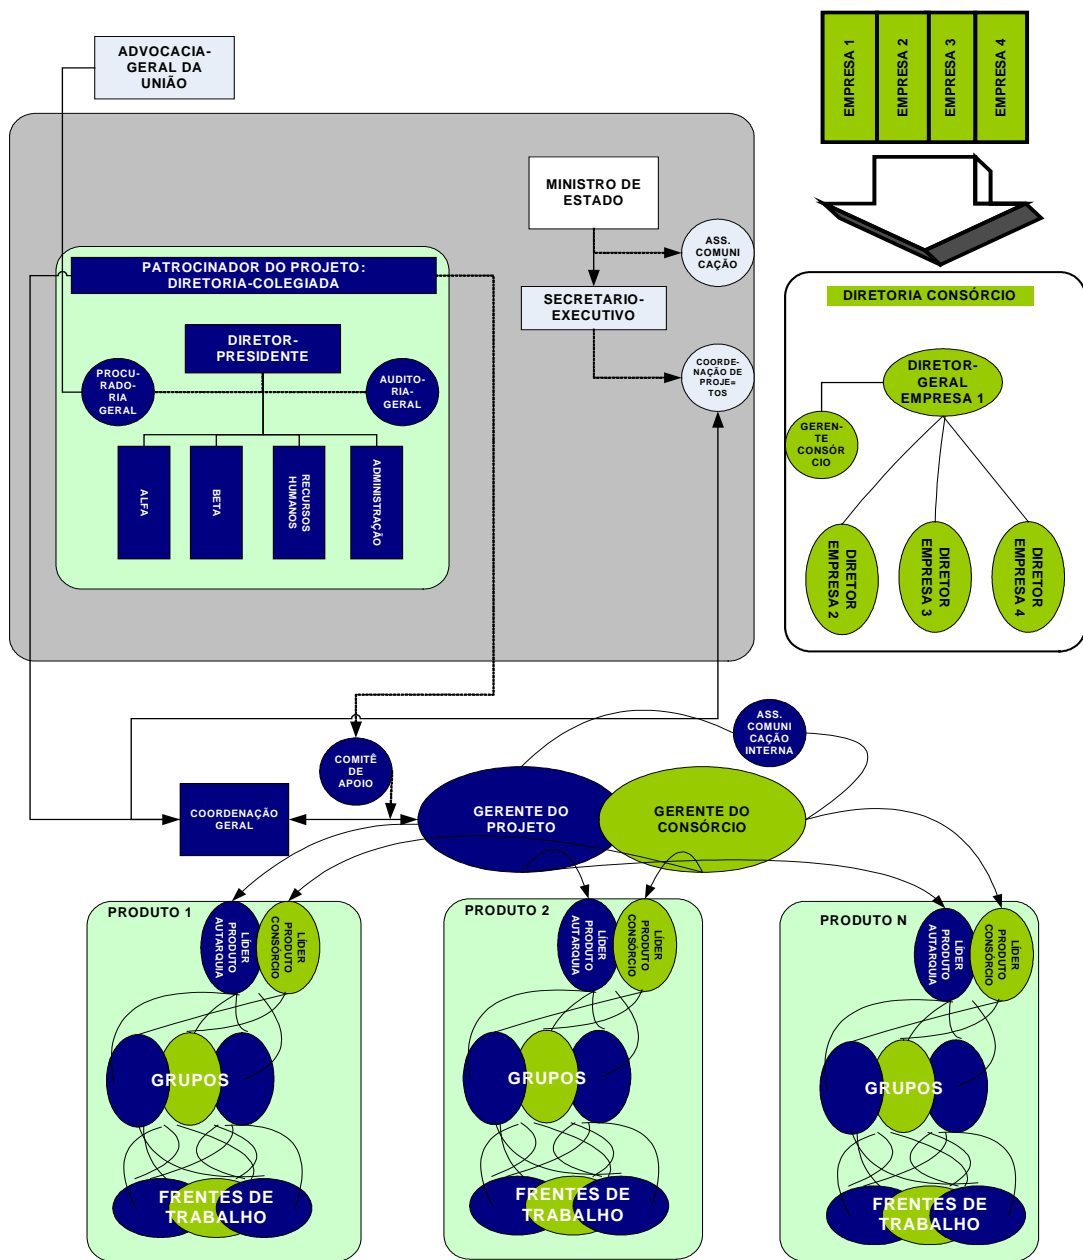 ADVOCACIA-
GERAL DA
UNIÃO
EMPRESA 1
EMPRESA 2
EMPRESA 3
EMPRESA 4
MINISTRO DE
ESTADO
ASS.
COMUNI
CAÇÃO
SECRETARIO-
EXECUTIVO
COORDE-
NAÇÃO DE
PROJE=
TOS
PATROCINADOR DO PROJETO:
DIRETORIA-COLEGIADA
DIRETOR-
PRESIDENTE
PROCU-
RADO-
RIA
GERAL
AUDITO-
RIA-
GERAL
ALFA
BETA
RECURSOS
HUMANOS
ADMINISTRAÇÃO
DIRETORIA CONSÓRCIO
DIRETOR-
GERAL
EMPRESA 1
GEREN-
TE
CONSÓR
CIO
DIRETOR
EMPRESA 2
DIRETOR
EMPRESA 3
DIRETOR
EMPRESA 4
ASS.
COMUNI
CAÇÃO
INTERNA
COMITÊ
DE
APOIO
COORDENAÇÃO
GERAL
GERENTE DO
PROJETO
GERENTE DO
CONSÓRCIO
PRODUTO 1
LÍDER
PRODUTO
AUTARQUIA
LÍDER
PRODUTO
CONSÓRCIO
GRUPOS
FRENTES DE
TRABALHO
PRODUTO 2
LÍDER
PRODUTO
AUTARQUIA
LÍDER
PRODUTO
CONSÓRCIO
GRUPOS
FRENTES DE
TRABALHO
PRODUTO N
LÍDER
PRODUTO
AUTARQUIA
LÍDER
PRODUTO
CONSÓRCIO
GRUPOS
FRENTES DE
TRABALHO